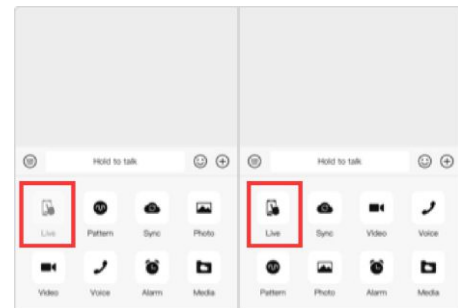 Hold to talk
Live Pattern Sync Photo
Video Voice Alarm Media
Hold to talk
Live Sync Video Voice
Pattern Photo Alarm Media